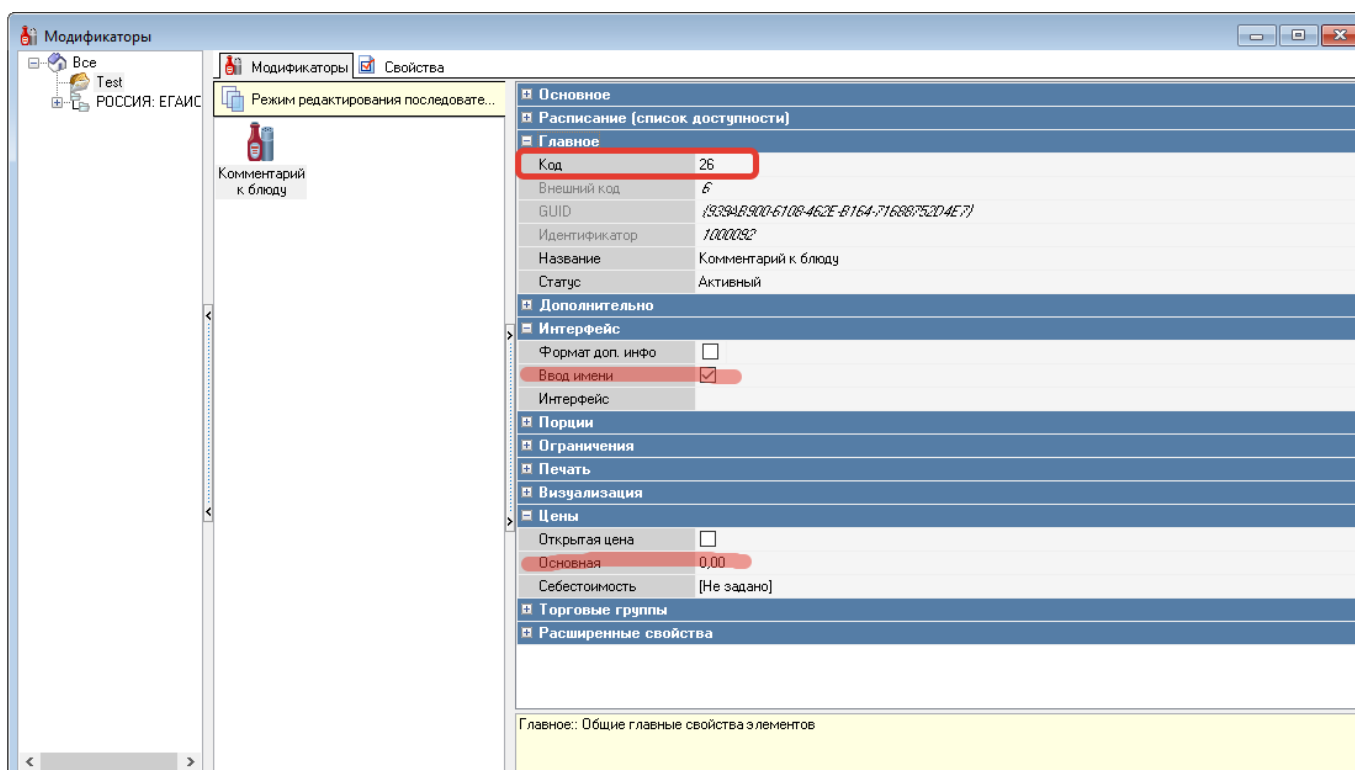 Модификаторы
Все
Test
РОССИЯ: ЕГАИС
Модификаторы
Свойства
Режим редактирования последовате...
Комментарий
к блюду
Основное
Расписание (список доступности)
Главное
Код 26
Внешний код 6
GUID {939AB900-6108-462E-B164-71688752D4E7}
Идентификатор 1000092
Название Комментарий к блюду
Статус Активный
Дополнительно
Интерфейс
Формат доп. инфо
Ввод имени
Интерфейс
Порции
Ограничения
Печать
Визуализация
Цены
Открытая цена
Основная 0,00
Себестоимость [Не задано]
Торговые группы
Расширенные свойства
Главное:: Общие главные свойства элементов